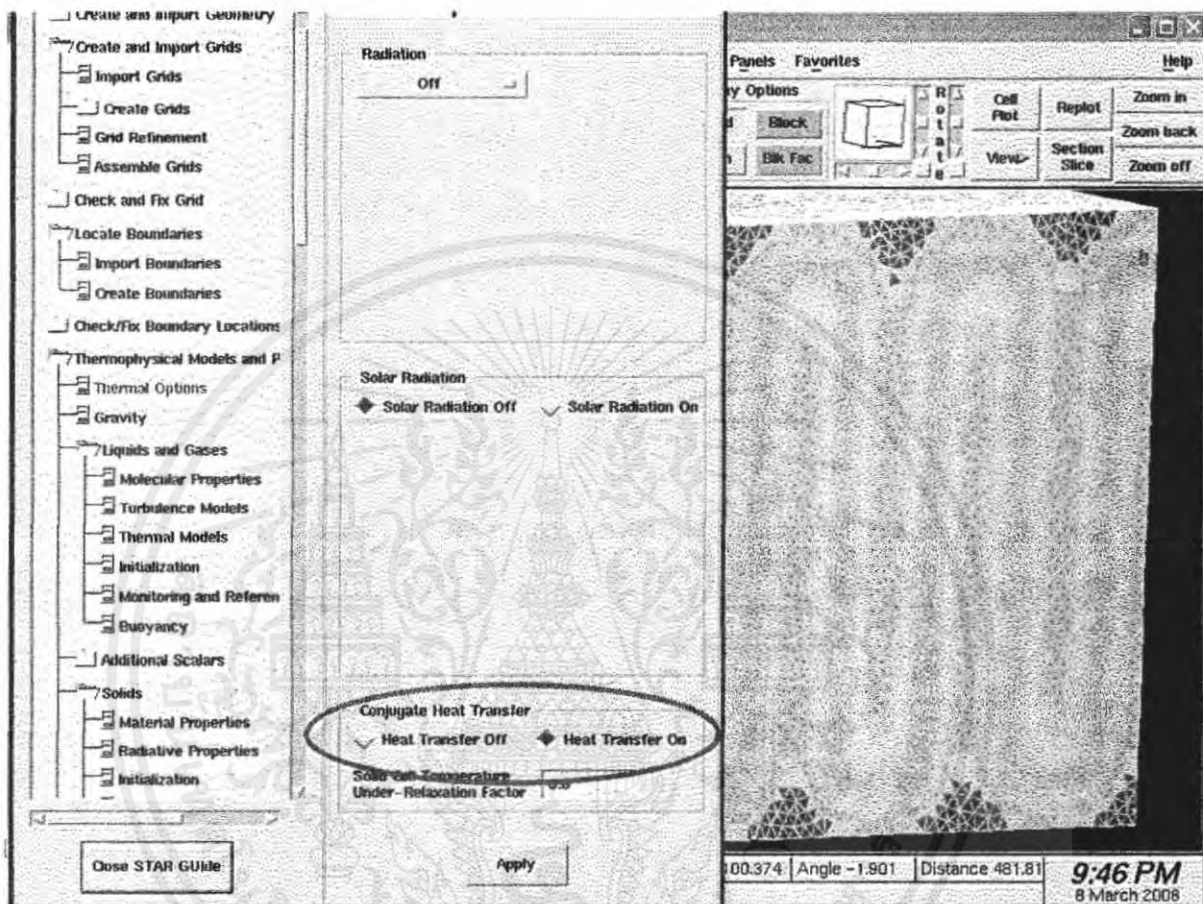 Create and Import Geometry
Create and Import Grids
Import Grids
Create Grids
Grid Refinement
Assemble Grids
Check and Fix Grid
Locate Boundaries
Import Boundaries
Create Boundaries
Check/Fix Boundary Locations
Thermophysical Models and P
Thermal Options
Gravity
Liquids and Gases
Molecular Properties
Turbulence Models
Thermal Models
Initialization
Monitoring and Referen
Buoyancy
Additional Scalars
Solids
Material Properties
Radiative Properties
Initialization
Close STAR GUIde
Radiation
Off
Solar Radiation
Solar Radiation Off
Solar Radiation On
Conjugate Heat Transfer
Heat Transfer Off
Heat Transfer On
Solid Cell Temperature
Under-Relaxation Factor
Apply
Panels Favorites Help
y Options
Block
Blk Fac
Rotate
Cell Plot
Replot
Zoom in
Zoom back
View>
Section Slice
Zoom off
00.374 Angle -1.901 Distance 481.81
9:46 PM
8 March 2008